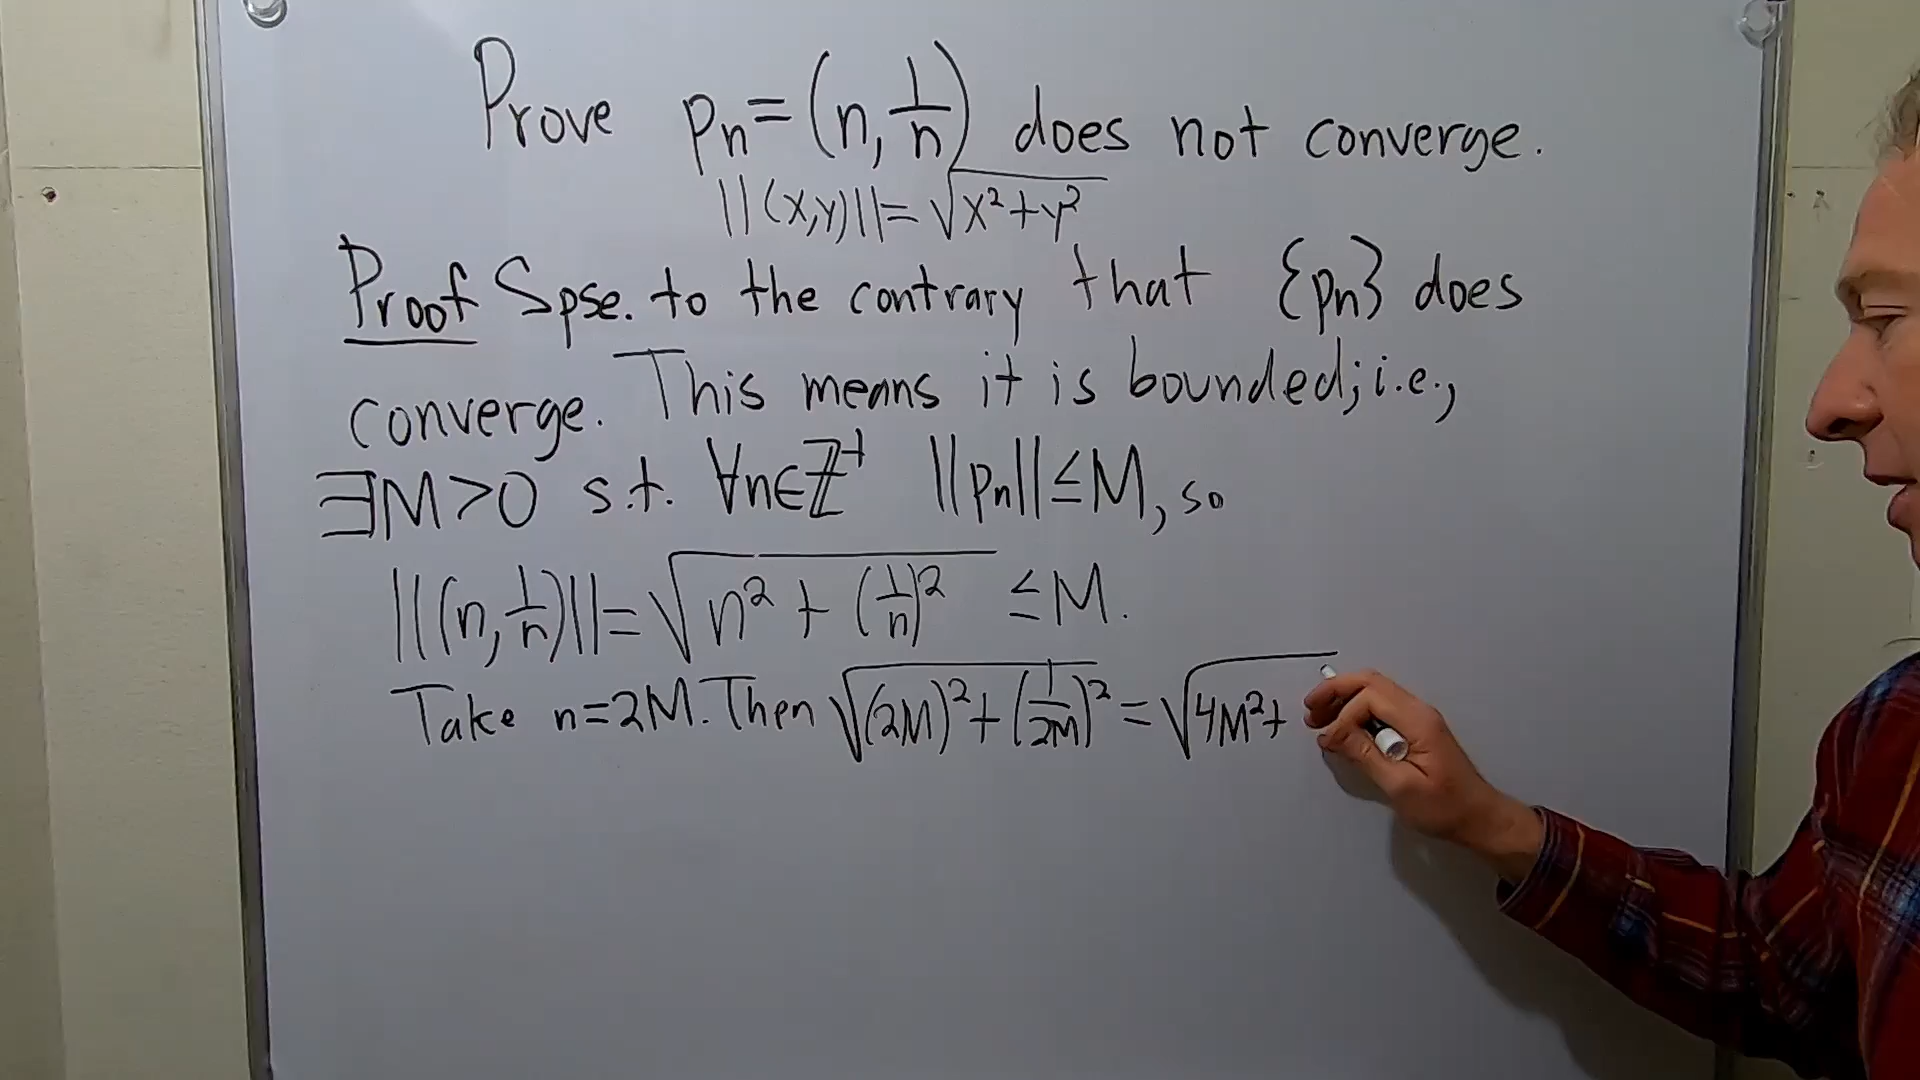 Prove pn=(n, 1/n) does not converge.
||(x,y)||=√x²+y²
Proof Spse. to the contrary that {pn} does
converge. This means it is bounded; i.e.,
∃M>0 s.t. ∀n∈ℤ⁺ ||pn||≤M, so
||(n, 1/n)||=√n² + (1/n)² ≤M.
Take n=2M. Then √(2M)²+(1/2M)² = √4M²+